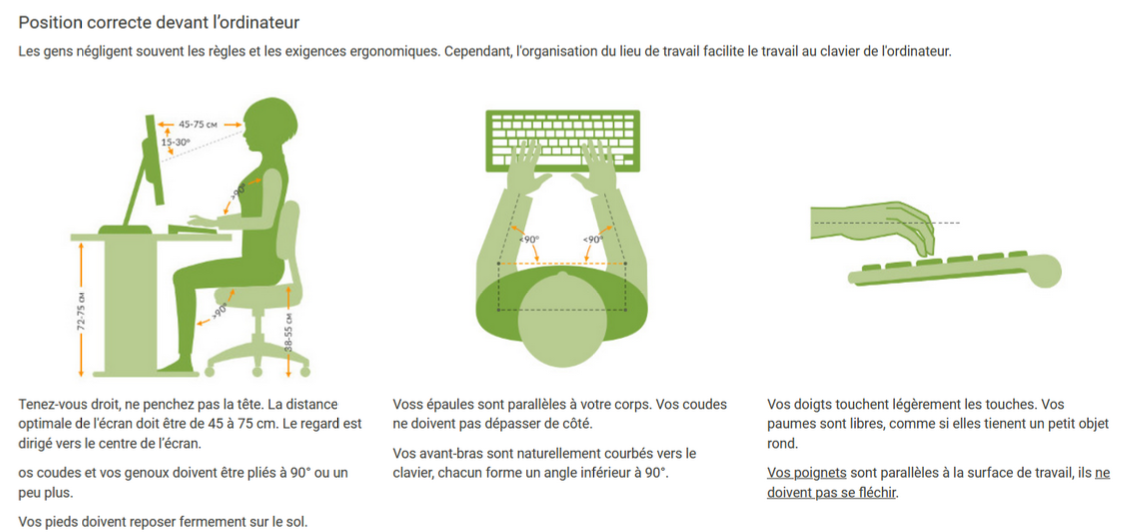 Position correcte devant l’ordinateur
Les gens négligent souvent les règles et les exigences ergonomiques. Cependant, l'organisation du lieu de travail facilite le travail au clavier de l'ordinateur.
45-75 см
15-30°
>90°
72-75 см
>90°
38-55 см
<90°
<90°
Tenez-vous droit, ne penchez pas la tête. La distance
optimale de l'écran doit être de 45 à 75 cm. Le regard est
dirigé vers le centre de l'écran.
os coudes et vos genoux doivent être pliés à 90° ou un
peu plus.
Vos pieds doivent reposer fermement sur le sol.
Voss épaules sont parallèles à votre corps. Vos coudes
ne doivent pas dépasser de côté.
Vos avant-bras sont naturellement courbés vers le
clavier, chacun forme un angle inférieur à 90°.
Vos doigts touchent légèrement les touches. Vos
paumes sont libres, comme si elles tiennent un petit objet
rond.
Vos poignets sont parallèles à la surface de travail, ils ne
doivent pas se fléchir.